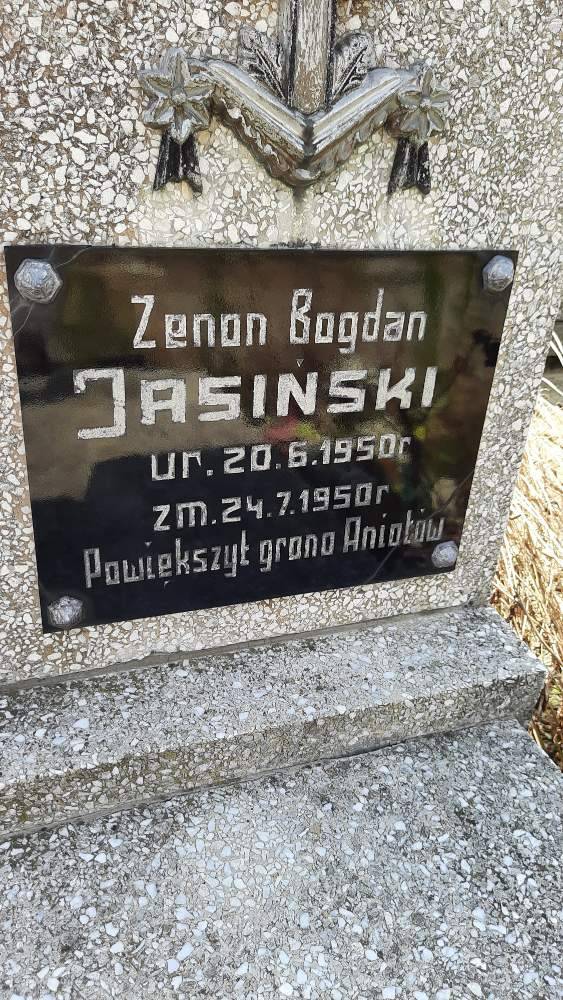 Zenon Bogdan
JASIŃSKI
ur. 20.6.1950r
zm. 24.7.1950r
Powiększył grono Aniołów